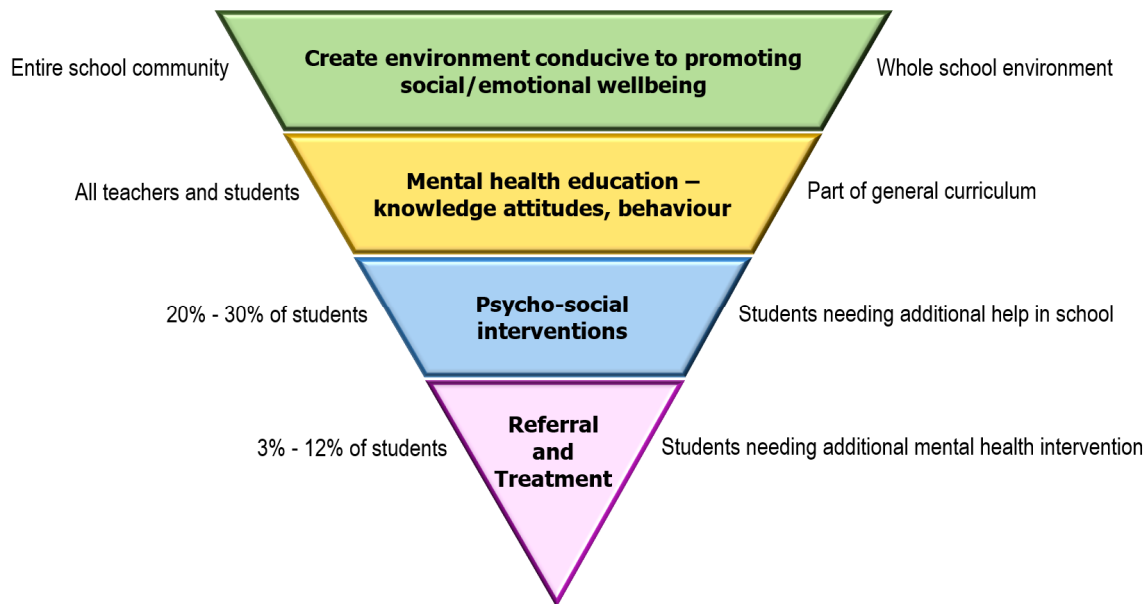 Entire school community
Create environment conducive to promoting
social/emotional wellbeing
Whole school environment
All teachers and students
Mental health education –
knowledge attitudes, behaviour
Part of general curriculum
20% - 30% of students
Psycho-social
interventions
Students needing additional help in school
3% - 12% of students
Referral
and
Treatment
Students needing additional mental health intervention